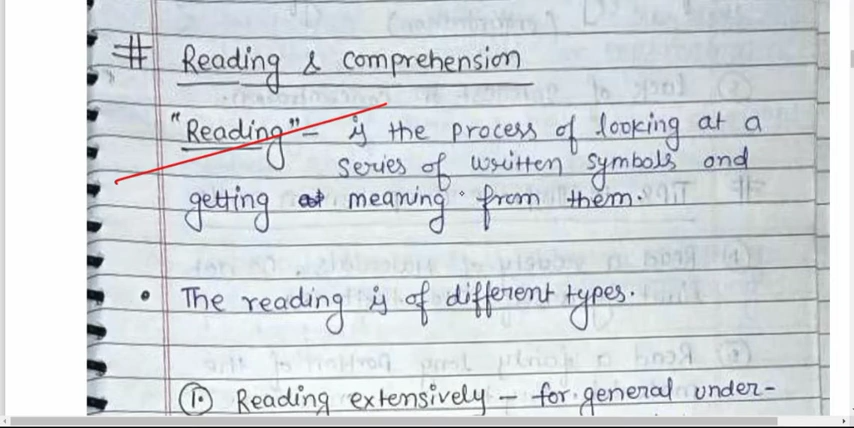 # Reading & comprehension
"Reading" - is the process of looking at a
series of written symbols and
getting meaning from them.
• The reading is of different types.
① Reading extensively - for general under-